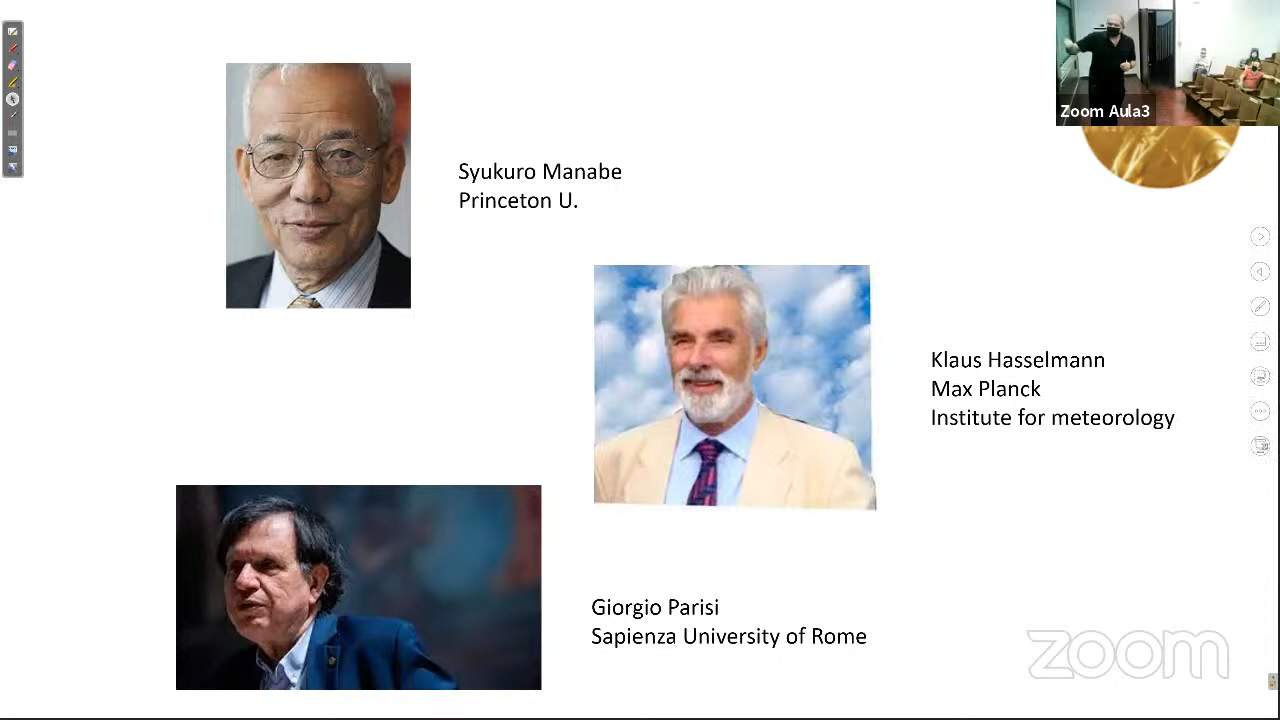 Zoom Aula3
Syukuro Manabe
Princeton U.
Klaus Hasselmann
Max Planck
Institute for meteorology
Giorgio Parisi
Sapienza University of Rome
zoom